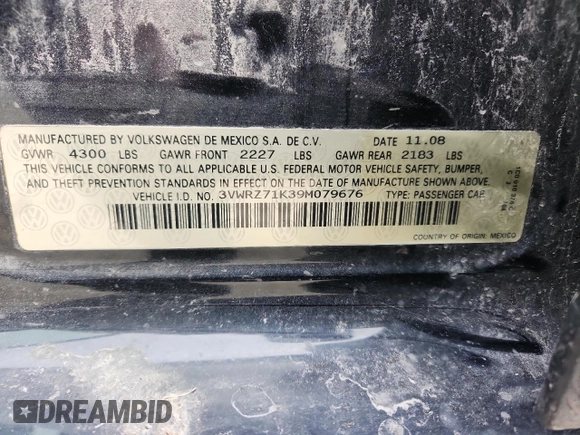 MANUFACTURED BY VOLKSWAGEN DE MEXICO S.A. DE C.V. DATE 11.08
GVWR 4300 LBS GAWR FRONT 2227 LBS GAWR REAR 2183 LBS
THIS VEHICLE CONFORMS TO ALL APPLICABLE U.S. FEDERAL MOTOR VEHICLE SAFETY, BUMPER,
AND THEFT PREVENTION STANDARDS IN EFFECT ON THE DATE OF MANUFACTURE SHOWN ABOVE.
VEHICLE I.D. NO. 3VWRZ71K39M079676 TYPE: PASSENGER CAR
COUNTRY OF ORIGIN: MEXICO
DREAMBID